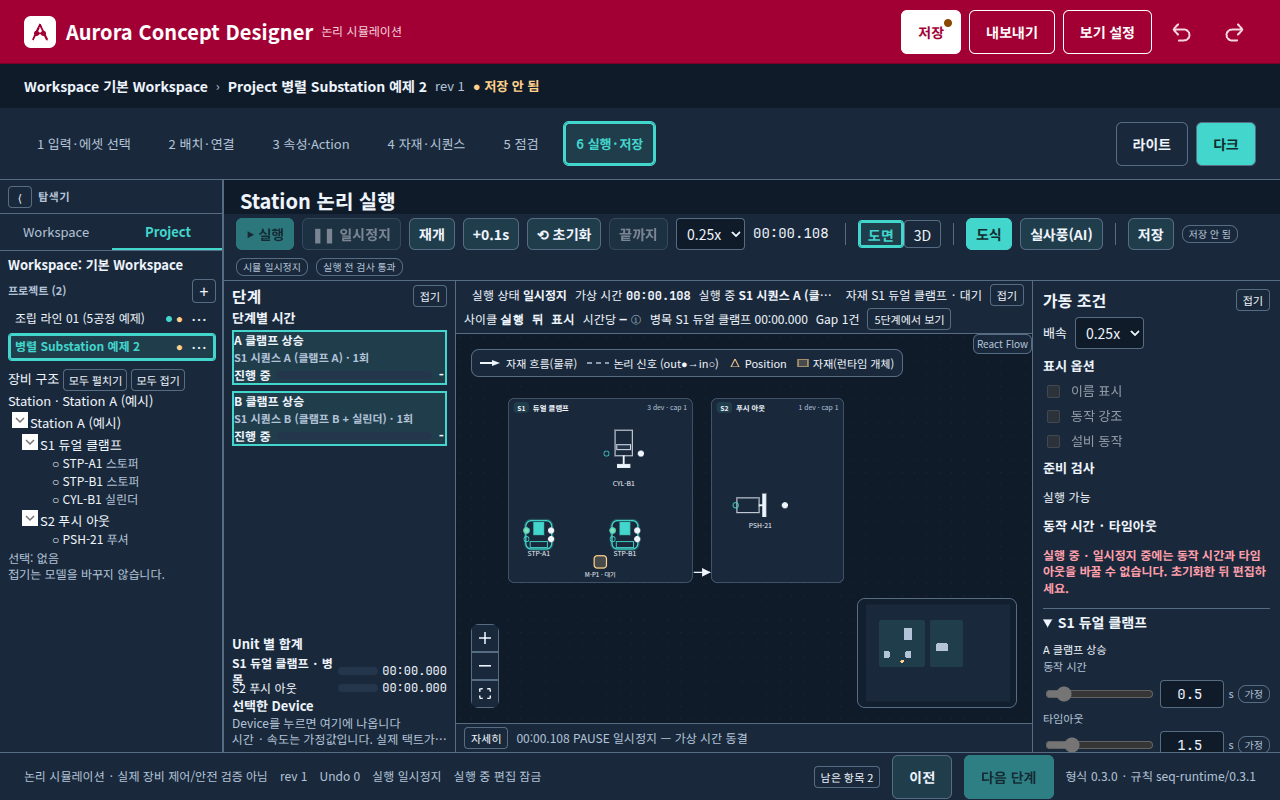 Aurora Concept Designer 논리 시뮬레이션
저장 내보내기 보기 설정
Workspace 기본 Workspace › Project 병렬 Substation 예제 2 rev 1 ● 저장 안 됨
1 입력·에셋 선택 2 배치·연결 3 속성·Action 4 자재·시퀀스 5 점검 6 실행·저장
라이트 다크
⟨ 탐색기
Workspace Project
Workspace: 기본 Workspace
프로젝트 (2) +
조립 라인 01 (5공정 예제) ● ● ···
병렬 Substation 예제 2 ● ···
장비 구조 모두 펼치기 모두 접기
Station · Station A (예시)
Station A (예시)
S1 듀얼 클램프
○ STP-A1 스토퍼
○ STP-B1 스토퍼
○ CYL-B1 실린더
S2 푸시 아웃
○ PSH-21 푸셔
선택: 없음
접기는 모델을 바꾸지 않습니다.
Station 논리 실행
▸ 실행 ❚❚ 일시정지 재개 +0.1s ⟲ 초기화 끝까지 0.25x 00:00.108 도면 3D 도식 실사풍(AI) 저장 저장 안 됨
시뮬 일시정지 실행 전 검사 통과
단계 접기
단계별 시간
A 클램프 상승
S1 시퀀스 A (클램프 A) · 1회
진행 중 -
B 클램프 상승
S1 시퀀스 B (클램프 B + 실린더) · 1회
진행 중 -
Unit 별 합계
S1 듀얼 클램프 · 병목 00:00.000
S2 푸시 아웃 00:00.000
선택한 Device
Device를 누르면 여기에 나옵니다
시간 · 속도는 가정값입니다. 실제 택트가…
실행 상태 일시정지 가상 시간 00:00.108 실행 중 S1 시퀀스 A (클… 자재 S1 듀얼 클램프 · 대기 접기
사이클 실행 뒤 표시 시간당 – ⓘ 병목 S1 듀얼 클램프 00:00.000 Gap 1건 5단계에서 보기
React Flow
자재 흐름(물류) 논리 신호 (out●→in○) Position 자재(런타임 개체)
S1 듀얼 클램프 3 dev · cap 1
CYL-B1
STP-A1
STP-B1
M-P1 · 대기
S2 푸시 아웃 1 dev · cap 1
PSH-21
자세히 00:00.108 PAUSE 일시정지 — 가상 시간 동결
가동 조건 접기
배속 0.25x
표시 옵션
이름 표시
동작 강조
설비 동작
준비 검사
실행 가능
동작 시간 · 타임아웃
실행 중 · 일시정지 중에는 동작 시간과 타임
아웃을 바꿀 수 없습니다. 초기화한 뒤 편집하
세요.
▼ S1 듀얼 클램프
A 클램프 상승
동작 시간
0.5 s 가정
타임아웃
1.5 s 가정
논리 시뮬레이션 · 실제 장비 제어/안전 검증 아님 rev 1 Undo 0 실행 일시정지 실행 중 편집 잠금
남은 항목 2 이전 다음 단계 형식 0.3.0 · 규칙 seq-runtime/0.3.1